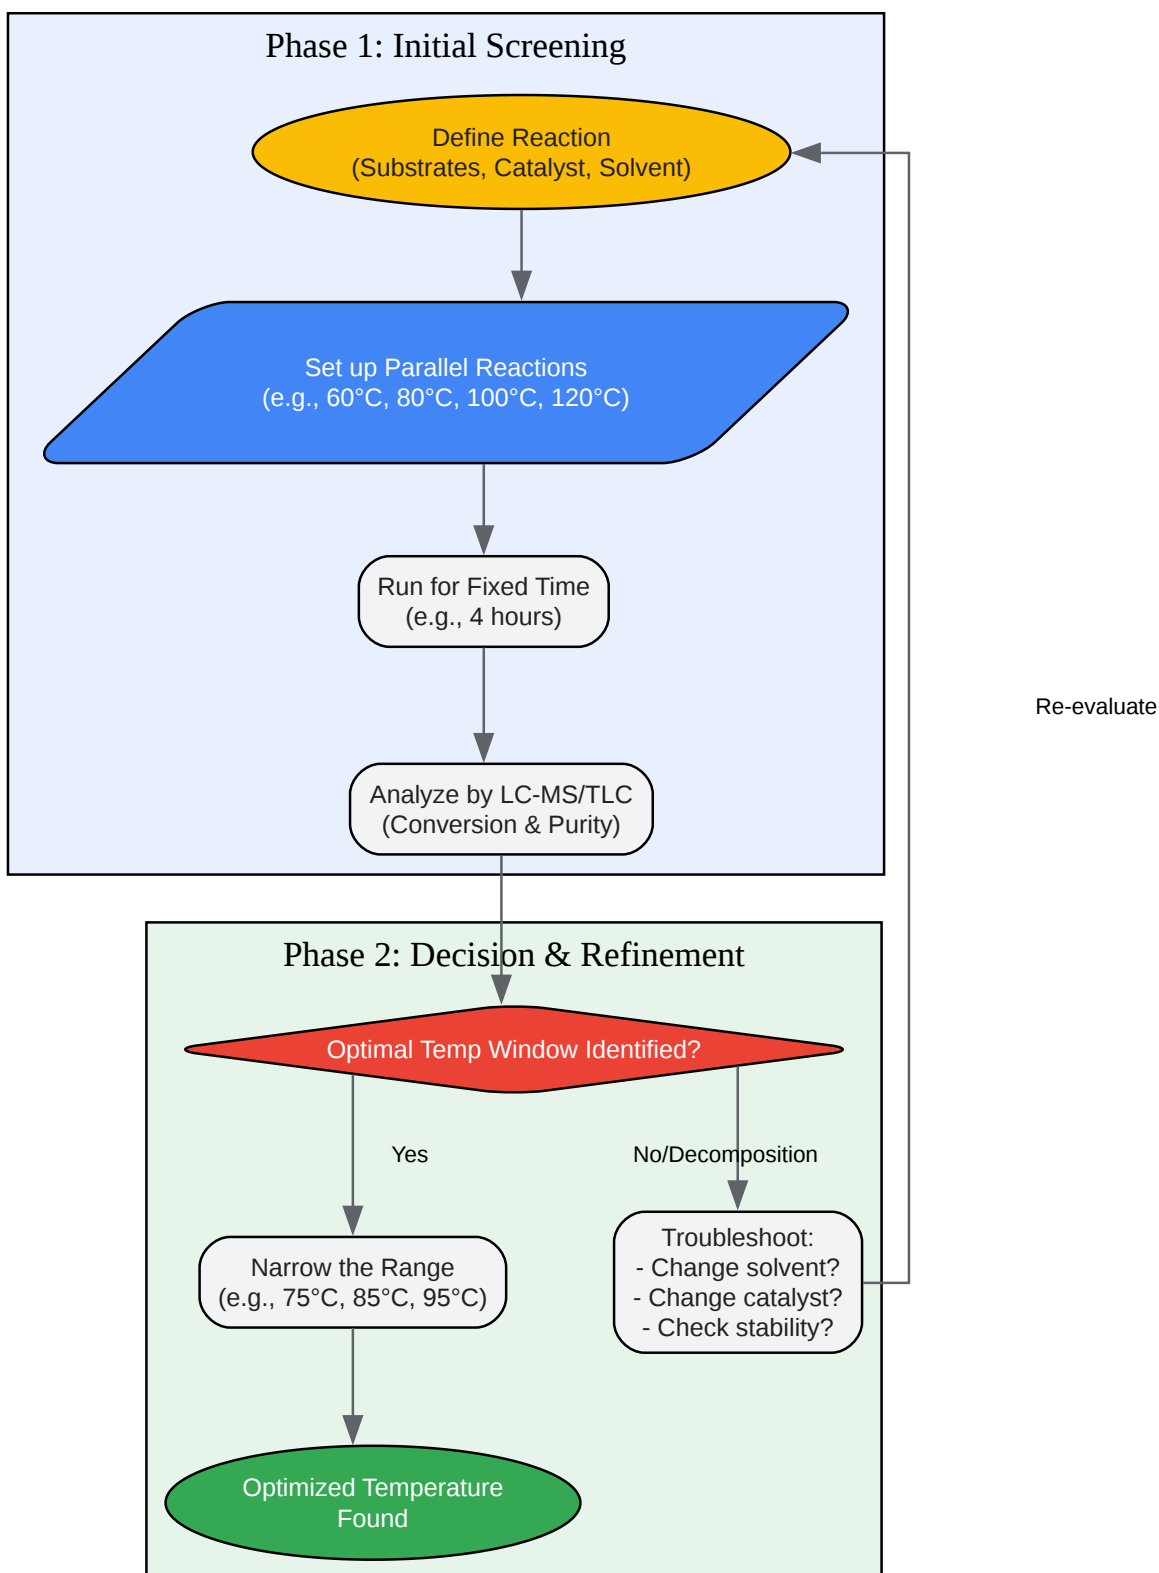 Phase 1: Initial Screening
Define Reaction
(Substrates, Catalyst, Solvent)
Set up Parallel Reactions
(e.g., 60°C, 80°C, 100°C, 120°C)
Run for Fixed Time
(e.g., 4 hours)
Re-evaluate
Analyze by LC-MS/TLC
(Conversion & Purity)
Phase 2: Decision & Refinement
Optimal Temp Window Identified?
Yes
No/Decomposition
Narrow the Range
(e.g., 75°C, 85°C, 95°C)
Troubleshoot:
- Change solvent?
- Change catalyst?
- Check stability?
Optimized Temperature
Found